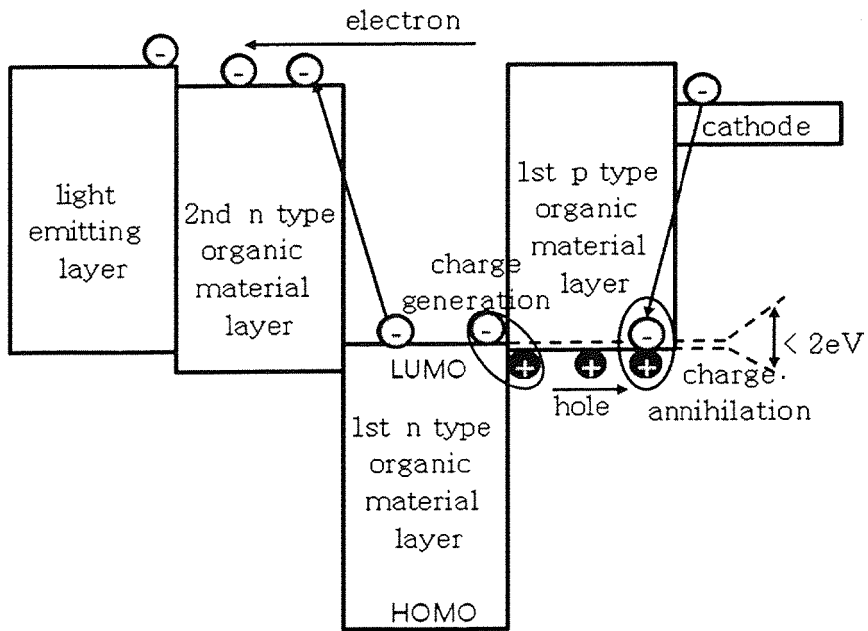 electron
cathode
light
emitting
layer
2nd n type
organic
material
layer
1st p type
organic
material
layer
charge
generation
LUMO
hole
< 2eV
charge.
annihilation
1st n type
organic
material
layer
HOMO